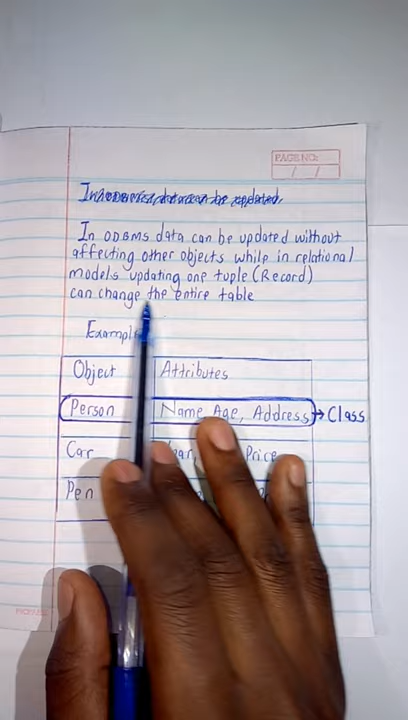 PAGE NO:
In ODBMS data can be updated without
affecting other objects while in relational
models updating one tuple (Record)
can change the entire table
Object Attributes
Person Name Age, Address → Class
Car Price
Pen